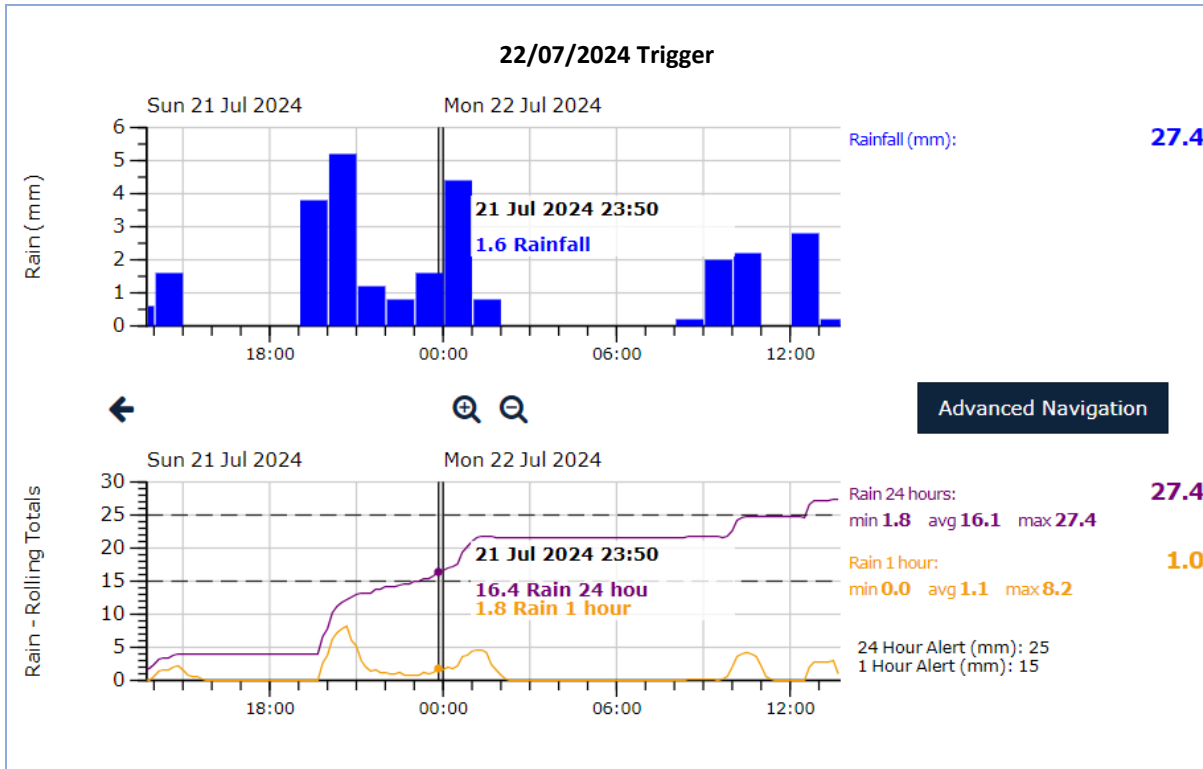 22/07/2024 Trigger
Sun 21 Jul 2024 Mon 22 Jul 2024
Rain (mm)
6
5
4
3
2
1
0
21 Jul 2024 23:50
1.6 Rainfall
18:00 00:00 06:00 12:00
Rainfall (mm): 27.4
Advanced Navigation
Sun 21 Jul 2024 Mon 22 Jul 2024
Rain - Rolling Totals
30
25
20
15
10
5
0
21 Jul 2024 23:50
16.4 Rain 24 hou
1.8 Rain 1 hour
18:00 00:00 06:00 12:00
Rain 24 hours: 27.4
min 1.8 avg 16.1 max 27.4
Rain 1 hour: 1.0
min 0.0 avg 1.1 max 8.2
24 Hour Alert (mm): 25
1 Hour Alert (mm): 15